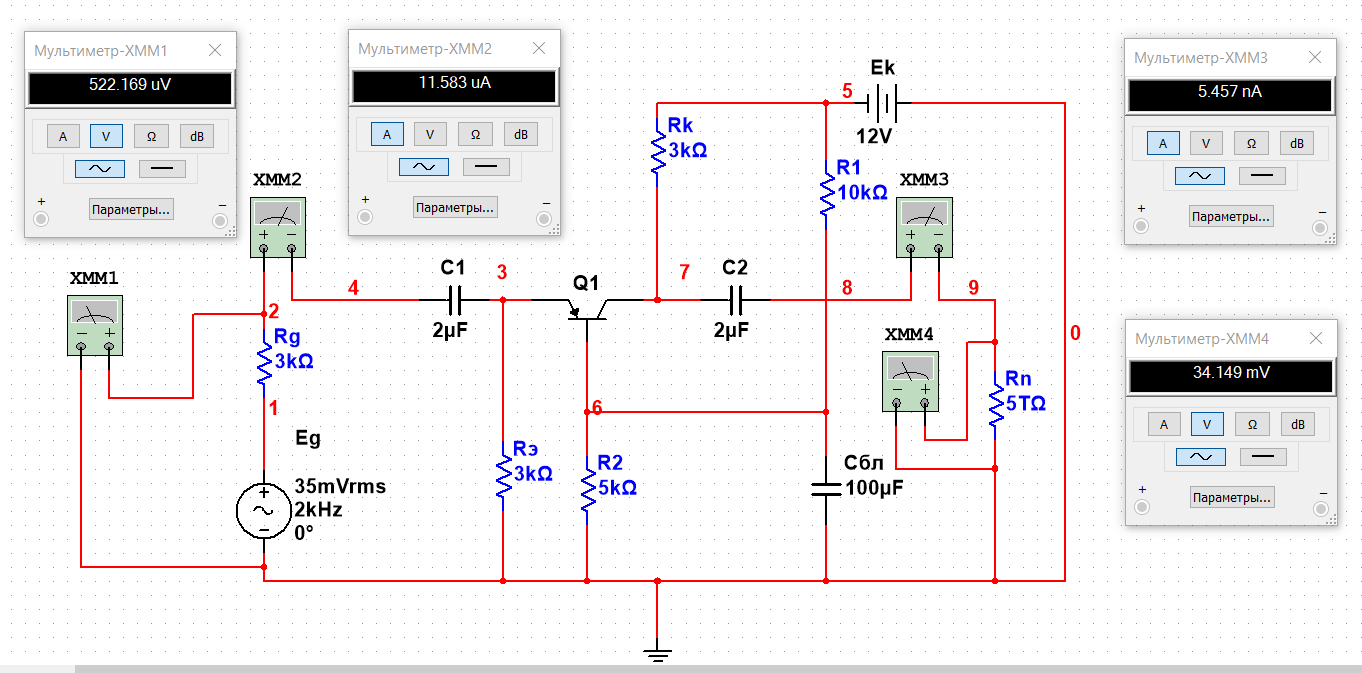 Мультиметр-XMM1
522.169 uV
A V Ω dB
+ Параметры... −
Мультиметр-XMM2
11.583 uA
A V Ω dB
+ Параметры... −
Мультиметр-XMM3
5.457 nA
A V Ω dB
+ Параметры... −
Мультиметр-XMM4
34.149 mV
A V Ω dB
+ Параметры... −
XMM1
− +
XMM2
+ −
XMM3
+ −
XMM4
− +
Ek
5
12V
Rk
3kΩ
R1
10kΩ
C1
2µF
3
4
2
Q1
7
C2
2µF
8
9
0
Rg
3kΩ
1
Eg
+
−
35mVrms
2kHz
0°
6
Rэ
3kΩ
R2
5kΩ
Cбл
100µF
Rn
5TΩ